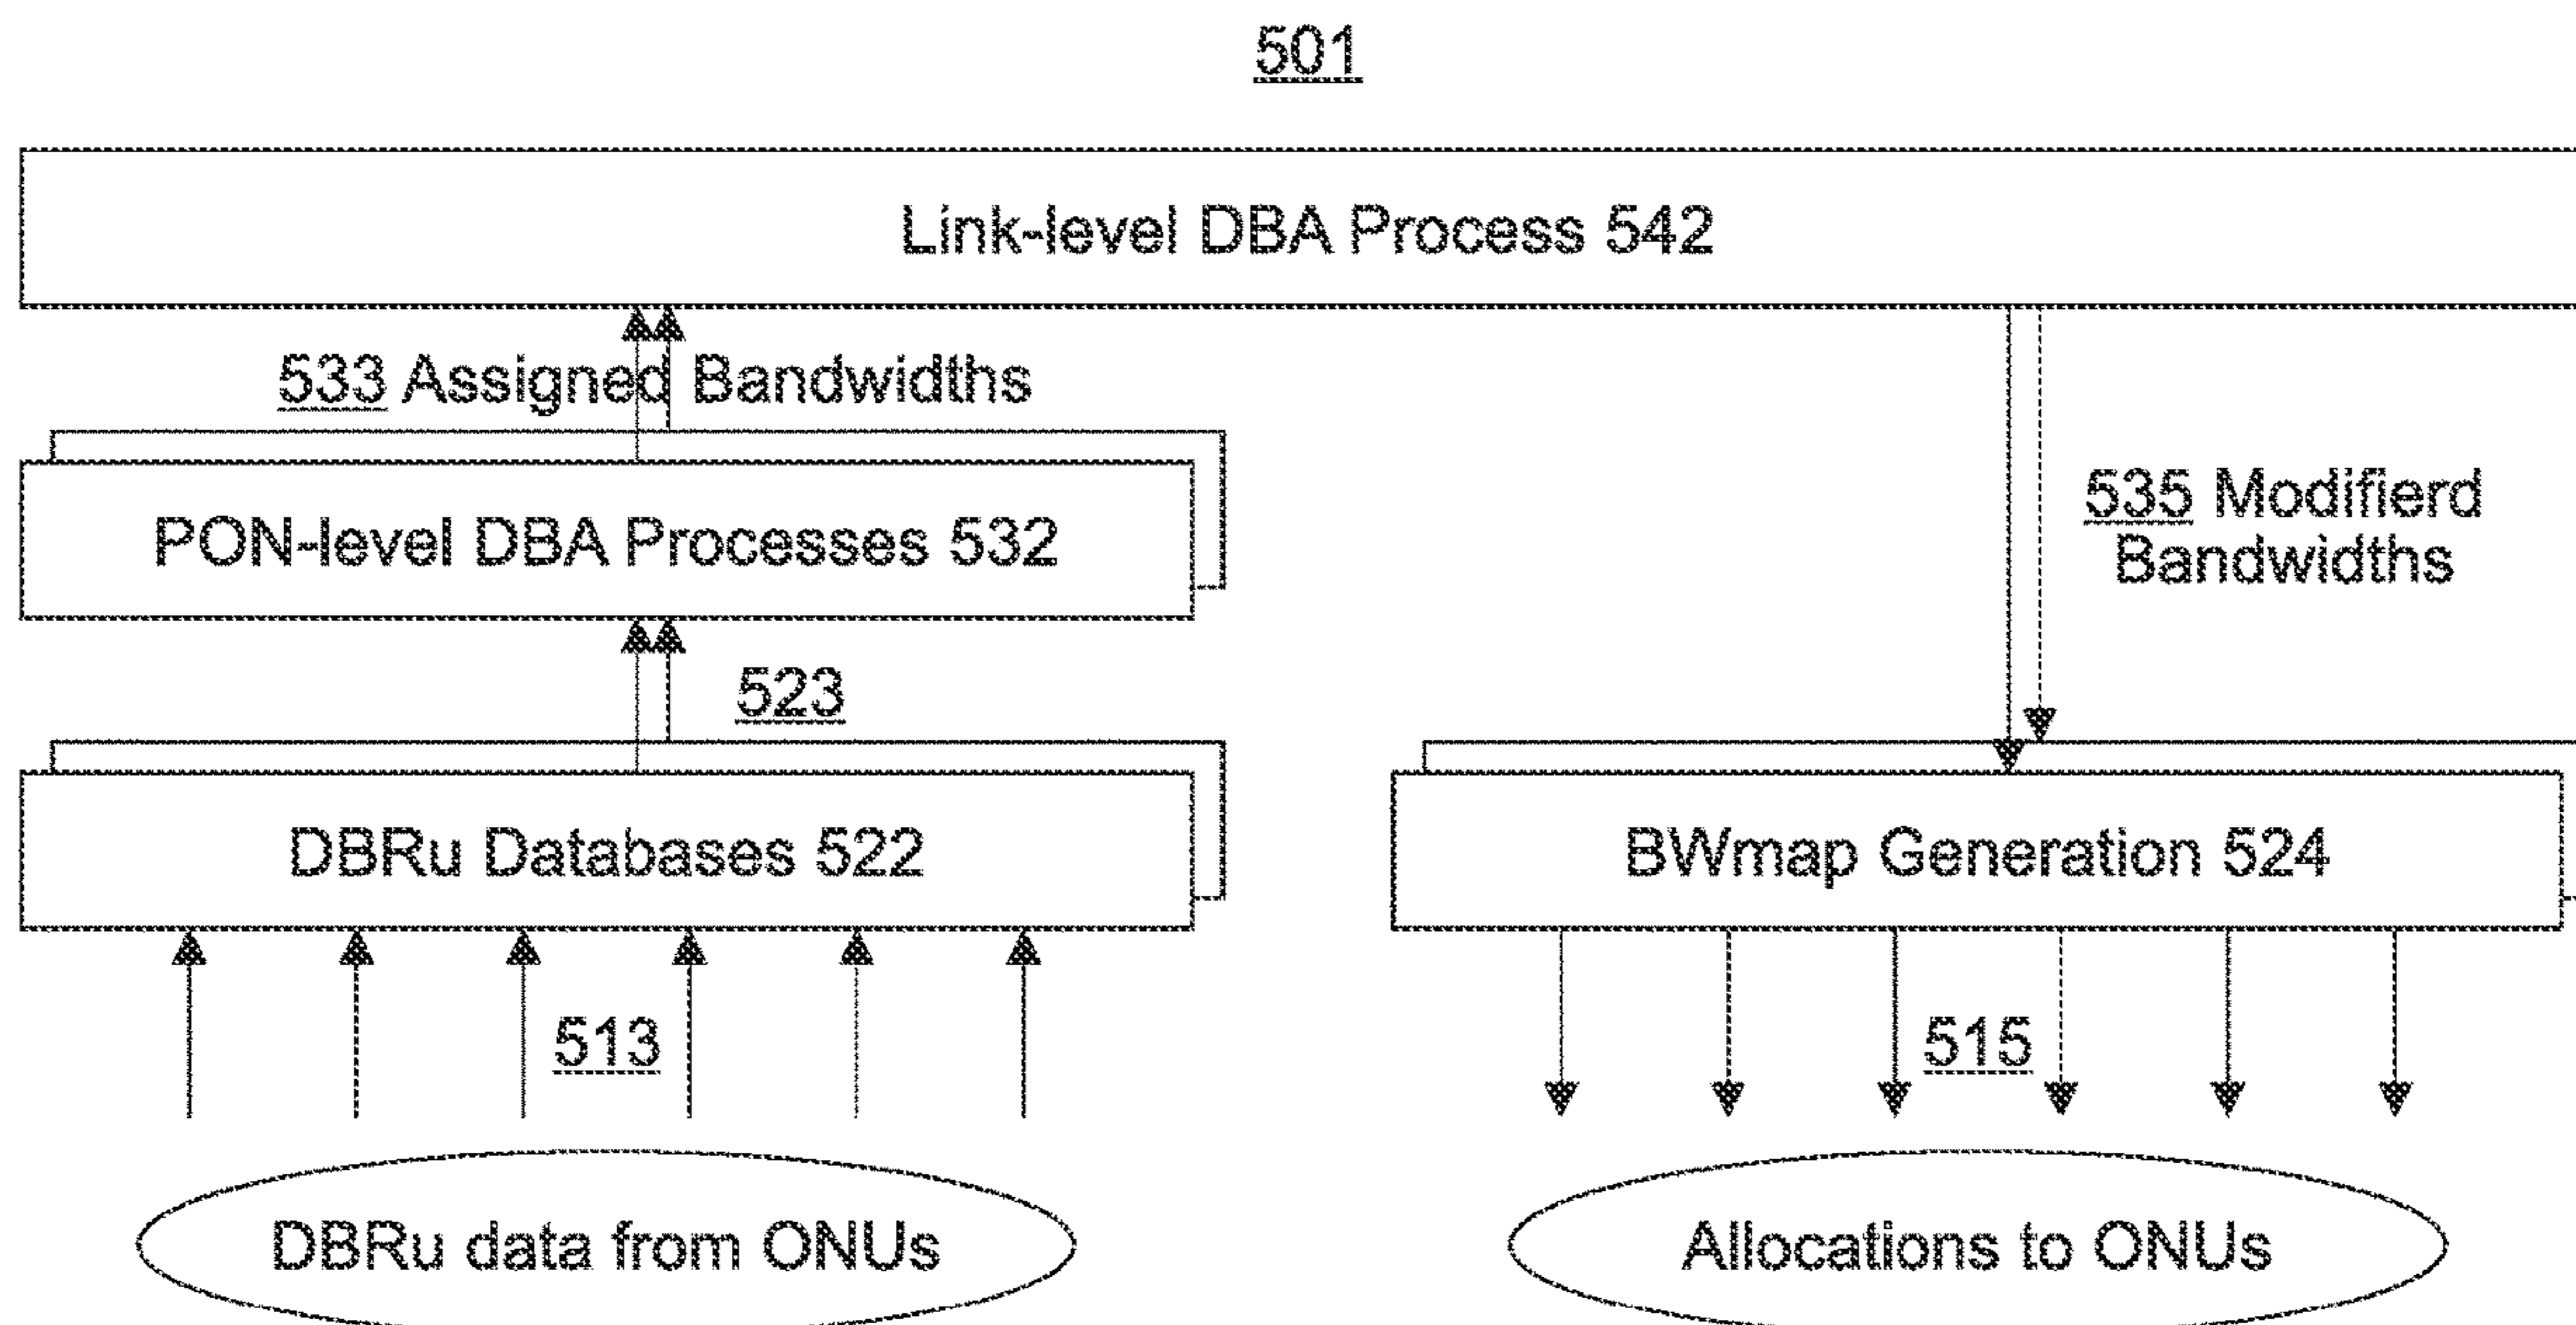 501
Link-level DBA Process 542
533 Assigned Bandwidths
PON-level DBA Processes 532
535 Modifierd
Bandwidths
523
DBRu Databases 522
BWmap Generation 524
513
515
DBRu data from ONUs
Allocations to ONUs